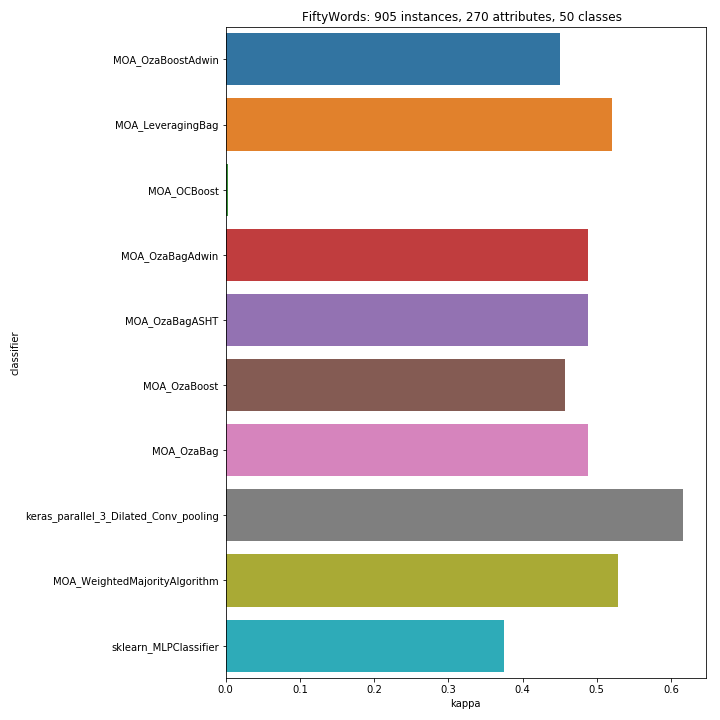 FiftyWords: 905 instances, 270 attributes, 50 classes
MOA_OzaBoostAdwin
MOA_LeveragingBag
MOA_OCBoost
MOA_OzaBagAdwin
MOA_OzaBagASHT
classifier
MOA_OzaBoost
MOA_OzaBag
keras_parallel_3_Dilated_Conv_pooling
MOA_WeightedMajorityAlgorithm
sklearn_MLPClassifier
0.0 0.1 0.2 0.3 0.4 0.5 0.6
kappa